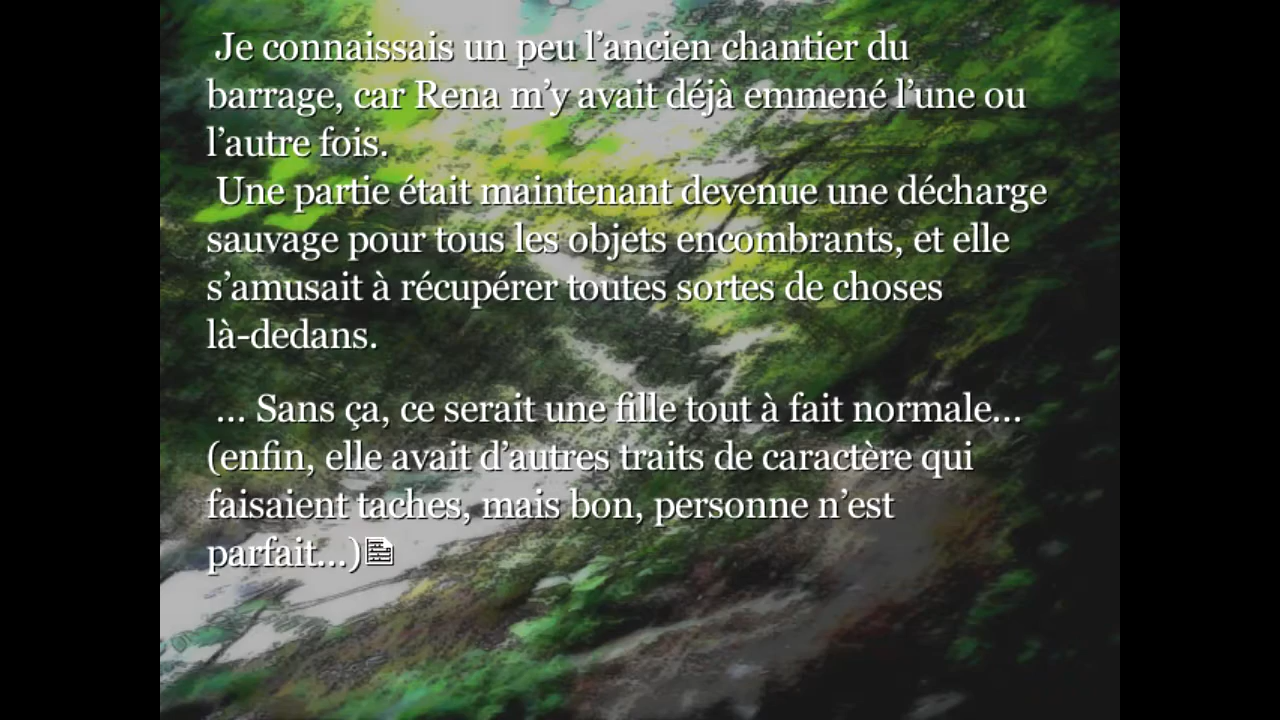 Je connaissais un peu l’ancien chantier du
barrage, car Rena m’y avait déjà emmené l’une ou
l’autre fois.
Une partie était maintenant devenue une décharge
sauvage pour tous les objets encombrants, et elle
s’amusait à récupérer toutes sortes de choses
là-dedans.
... Sans ça, ce serait une fille tout à fait normale...
(enfin, elle avait d’autres traits de caractère qui
faisaient taches, mais bon, personne n’est
parfait...)